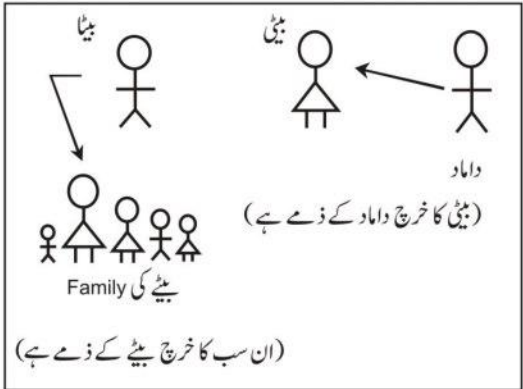 بیٹا
بیٹی
داماد
(بیٹی کا خرچ داماد کے ذمے ہے)
بیٹے کی Family
(ان سب کا خرچ بیٹے کے ذمے ہے)